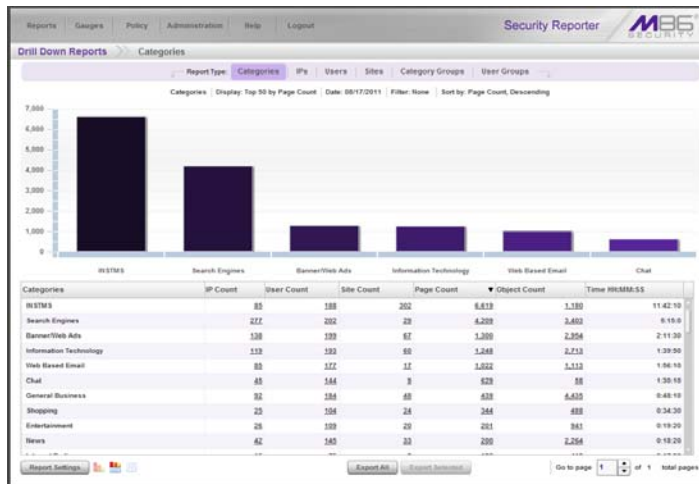 Reports Gauges Policy Administration Help Logout
Security Reporter
M86 SECURITY
Drill Down Reports Categories
Report Type: Categories IPs Users Sites Category Groups User Groups
Categories Display: Top 50 by Page Count Date: 08/17/2011 Filter: None Sort by: Page Count, Descending
7,000
6,000
5,000
4,000
3,000
2,000
1,000
0
INSTMS Search Engines Banner/Web Ads Information Technology Web Based Email Chat
Categories IP Count User Count Site Count Page Count ▼ Object Count Time HH:MM:SS
INSTMS 85 188 302 6,619 1,180 11:42:10
Search Engines 277 202 29 4,209 3,403 6:15:0
Banner/Web Ads 138 199 67 1,300 2,954 2:11:30
Information Technology 119 193 60 1,248 2,713 1:39:50
Web Based Email 85 177 17 1,022 1,113 1:56:10
Chat 45 144 9 629 58 1:30:10
General Business 92 184 48 439 4,435 0:48:10
Shopping 25 104 24 344 488 0:34:30
Entertainment 26 109 20 201 941 0:19:20
News 42 145 33 200 2,264 0:18:20
Report Settings Export All Export Selected Go to page 1 of 1 total pages